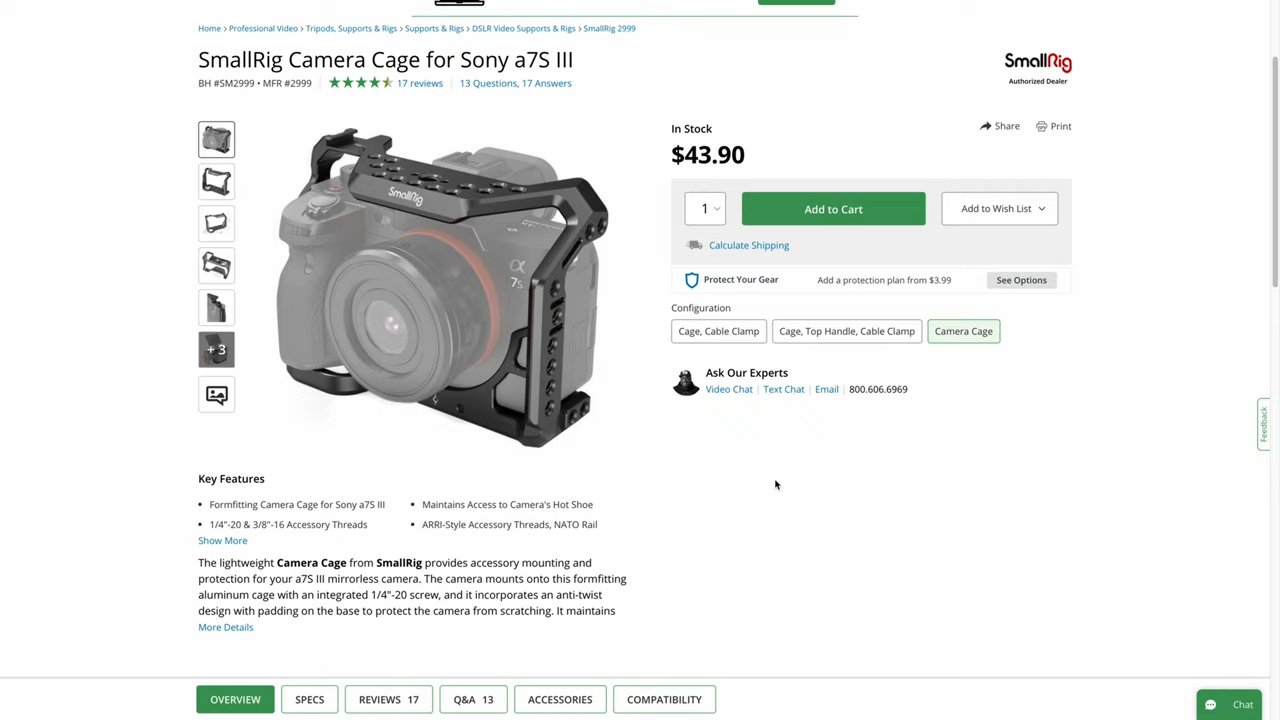 Home > Professional Video > Tripods, Supports & Rigs > Supports & Rigs > DSLR Video Supports & Rigs > SmallRig 2999
SmallRig Camera Cage for Sony a7S III
BH #SM2999 • MFR #2999
17 reviews
13 Questions, 17 Answers
SmallRig
Authorized Dealer
+ 3
SmallRig
α
7S
In Stock
Share
Print
$43.90
1
Add to Cart
Add to Wish List
Calculate Shipping
Protect Your Gear
Add a protection plan from $3.99
See Options
Configuration
Cage, Cable Clamp
Cage, Top Handle, Cable Clamp
Camera Cage
Ask Our Experts
Video Chat | Text Chat | Email | 800.606.6969
Feedback
Key Features
• Formfitting Camera Cage for Sony a7S III
• Maintains Access to Camera's Hot Shoe
• 1/4"-20 & 3/8"-16 Accessory Threads
• ARRI-Style Accessory Threads, NATO Rail
Show More
The lightweight Camera Cage from SmallRig provides accessory mounting and
protection for your a7S III mirrorless camera. The camera mounts onto this formfitting
aluminum cage with an integrated 1/4"-20 screw, and it incorporates an anti-twist
design with padding on the base to protect the camera from scratching. It maintains
More Details
OVERVIEW
SPECS
REVIEWS 17
Q&A 13
ACCESSORIES
COMPATIBILITY
Chat